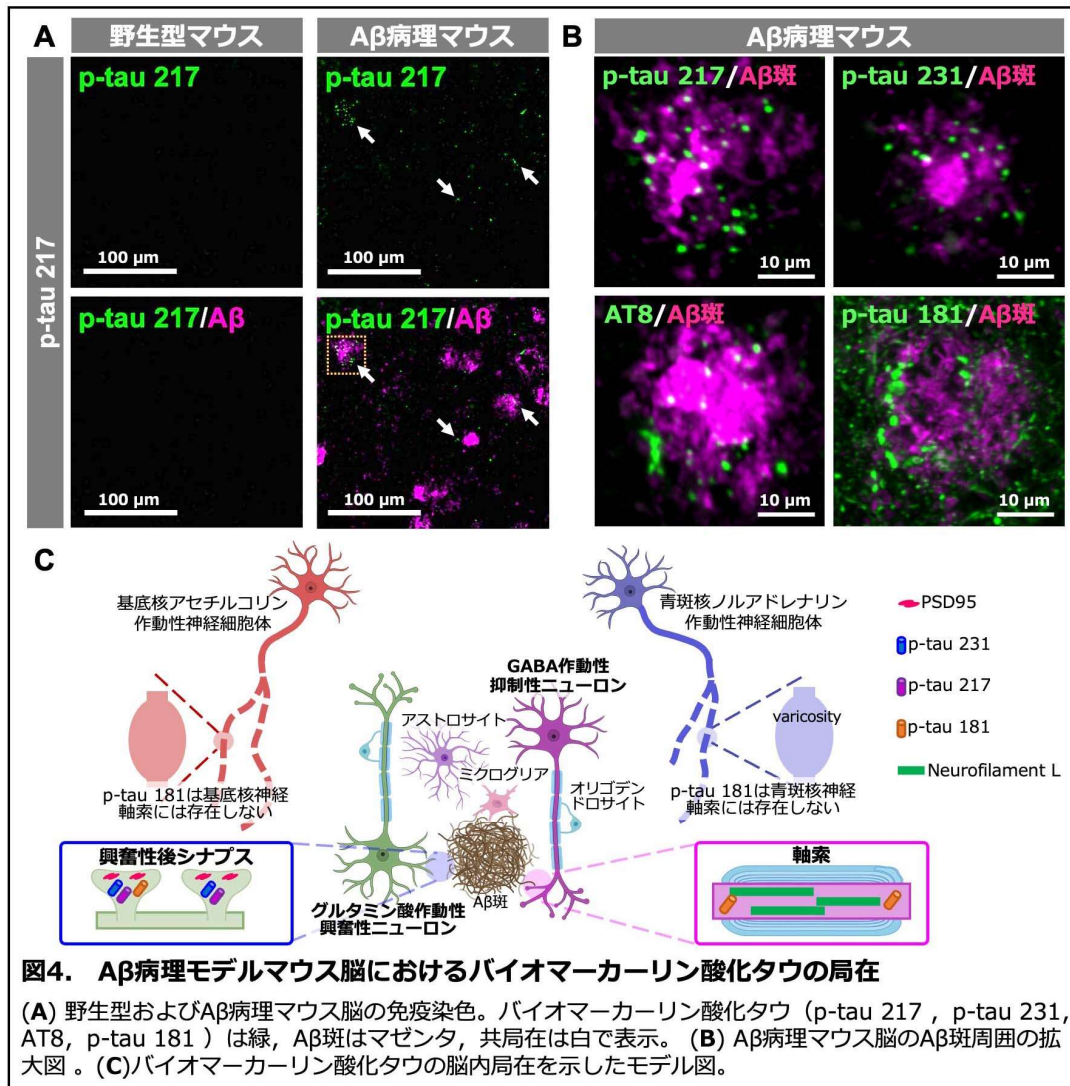 A
野生型マウス
Aβ病理マウス
B
Aβ病理マウス
p-tau 217
p-tau 217
p-tau 217
p-tau 217/Aβ斑
p-tau 231/Aβ斑
100 µm
100 µm
10 µm
10 µm
p-tau 217/Aβ
p-tau 217/Aβ
AT8/Aβ斑
p-tau 181/Aβ斑
100 µm
100 µm
10 µm
10 µm
C
基底核アセチルコリン
作動性神経細胞体
青斑核ノルアドレナリン
作動性神経細胞体
PSD95
p-tau 231
p-tau 217
p-tau 181
Neurofilament L
GABA作動性
抑制性ニューロン
アストロサイト
ミクログリア
オリゴデン
ドロサイト
varicosity
p-tau 181は基底核神経
軸索には存在しない
p-tau 181は青斑核神経
軸索には存在しない
興奮性後シナプス
Aβ斑
グルタミン酸作動性
興奮性ニューロン
軸索
図4. Aβ病理モデルマウス脳におけるバイオマーカーリン酸化タウの局在
(A) 野生型およびAβ病理マウス脳の免疫染色。バイオマーカーリン酸化タウ（p-tau 217 , p-tau 231,
AT8, p-tau 181 ）は緑, Aβ斑はマゼンタ, 共局在は白で表示。 (B) Aβ病理マウス脳のAβ斑周囲の拡
大図 。(C)バイオマーカーリン酸化タウの脳内局在を示したモデル図。